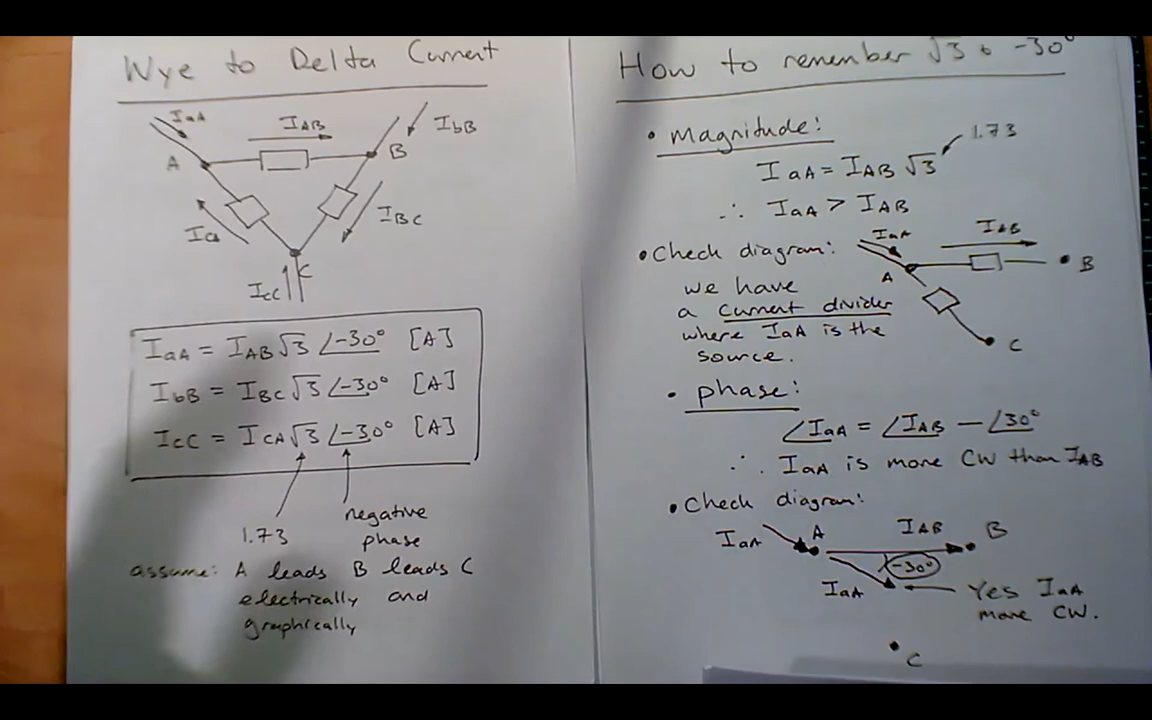 Wye to Delta Current
IaA
IAB
IbB
A
B
Ica
IBC
IcC
C
IaA = IAB √3 ∠-30° [A]
IbB = IBC √3 ∠-30° [A]
IcC = ICA √3 ∠-30° [A]
1.73
negative
phase
assume: A leads B leads C
electrically and
graphically
How to remember √3 & -30°
• magnitude:
1.73
IaA = IAB √3
∴ IaA > IAB
• Check diagram:
we have
a current divider
where IaA is the
source.
IaA
IAB
A
B
C
• phase:
∠IaA = ∠IAB - ∠30°
∴ IaA is more CW than IAB
• Check diagram:
IaA
A
IAB
B
-30°
IaA
Yes IaA
more CW.
C